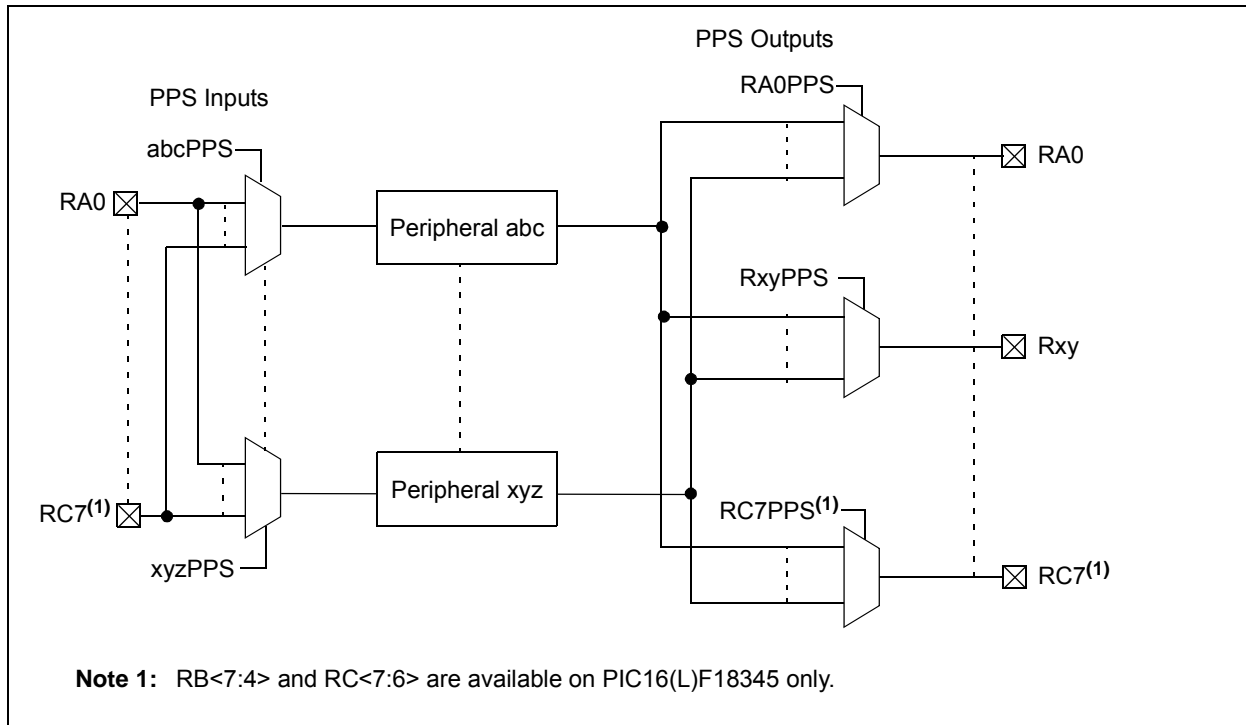 PPS Outputs
RA0PPS
PPS Inputs
abcPPS
RA0
RA0
Peripheral abc
RxyPPS
Rxy
Peripheral xyz
RC7(1)
RC7PPS(1)
xyzPPS
RC7(1)
Note 1: RB<7:4> and RC<7:6> are available on PIC16(L)F18345 only.